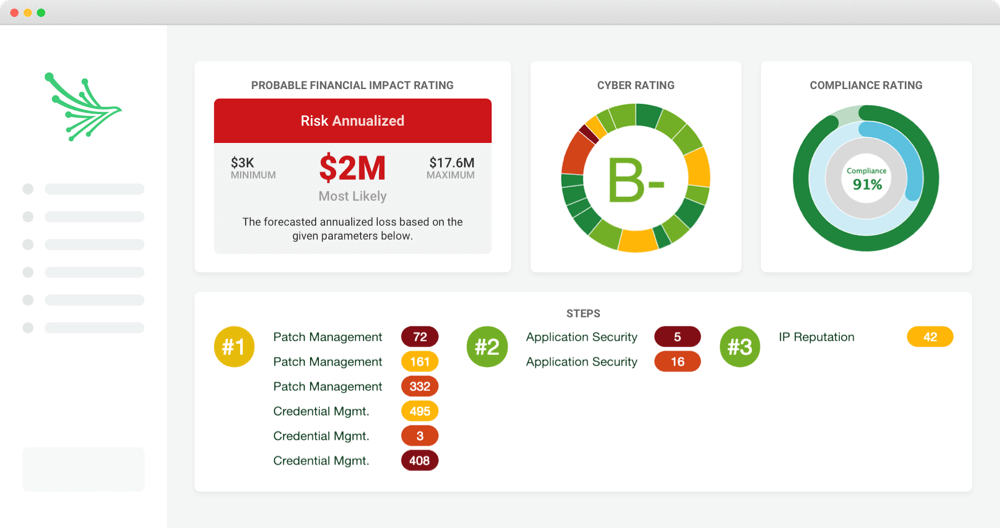 PROBABLE FINANCIAL IMPACT RATING
Risk Annualized
$3K
MINIMUM
$2M
Most Likely
$17.6M
MAXIMUM
The forecasted annualized loss based on the
given parameters below.
CYBER RATING
B-
COMPLIANCE RATING
Compliance
91%
STEPS
#1
Patch Management 72
Patch Management 161
Patch Management 332
Credential Mgmt. 495
Credential Mgmt. 3
Credential Mgmt. 408
#2
Application Security 5
Application Security 16
#3
IP Reputation 42